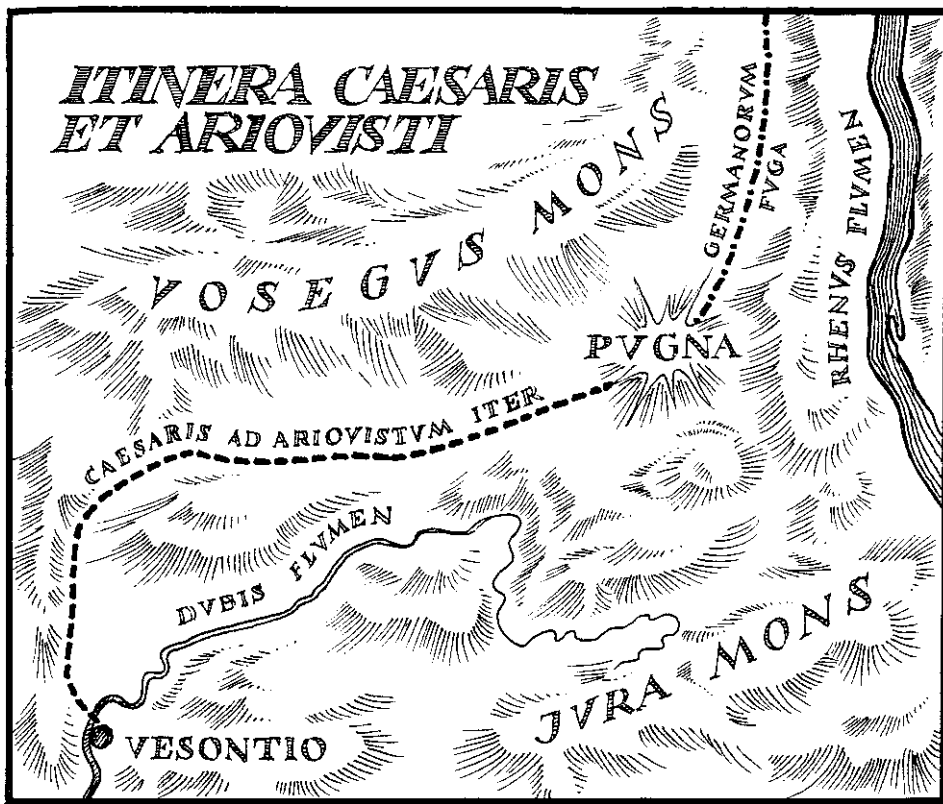 ITINERA CAESARIS
ET ARIOVISTI
VOSEGVS MONS
GERMANORVM
FVGA
RHENVS FLVMEN
PVGNA
CAESARIS AD ARIOVISTVM ITER
DVBIS FLVMEN
JVRA MONS
VESONTIO